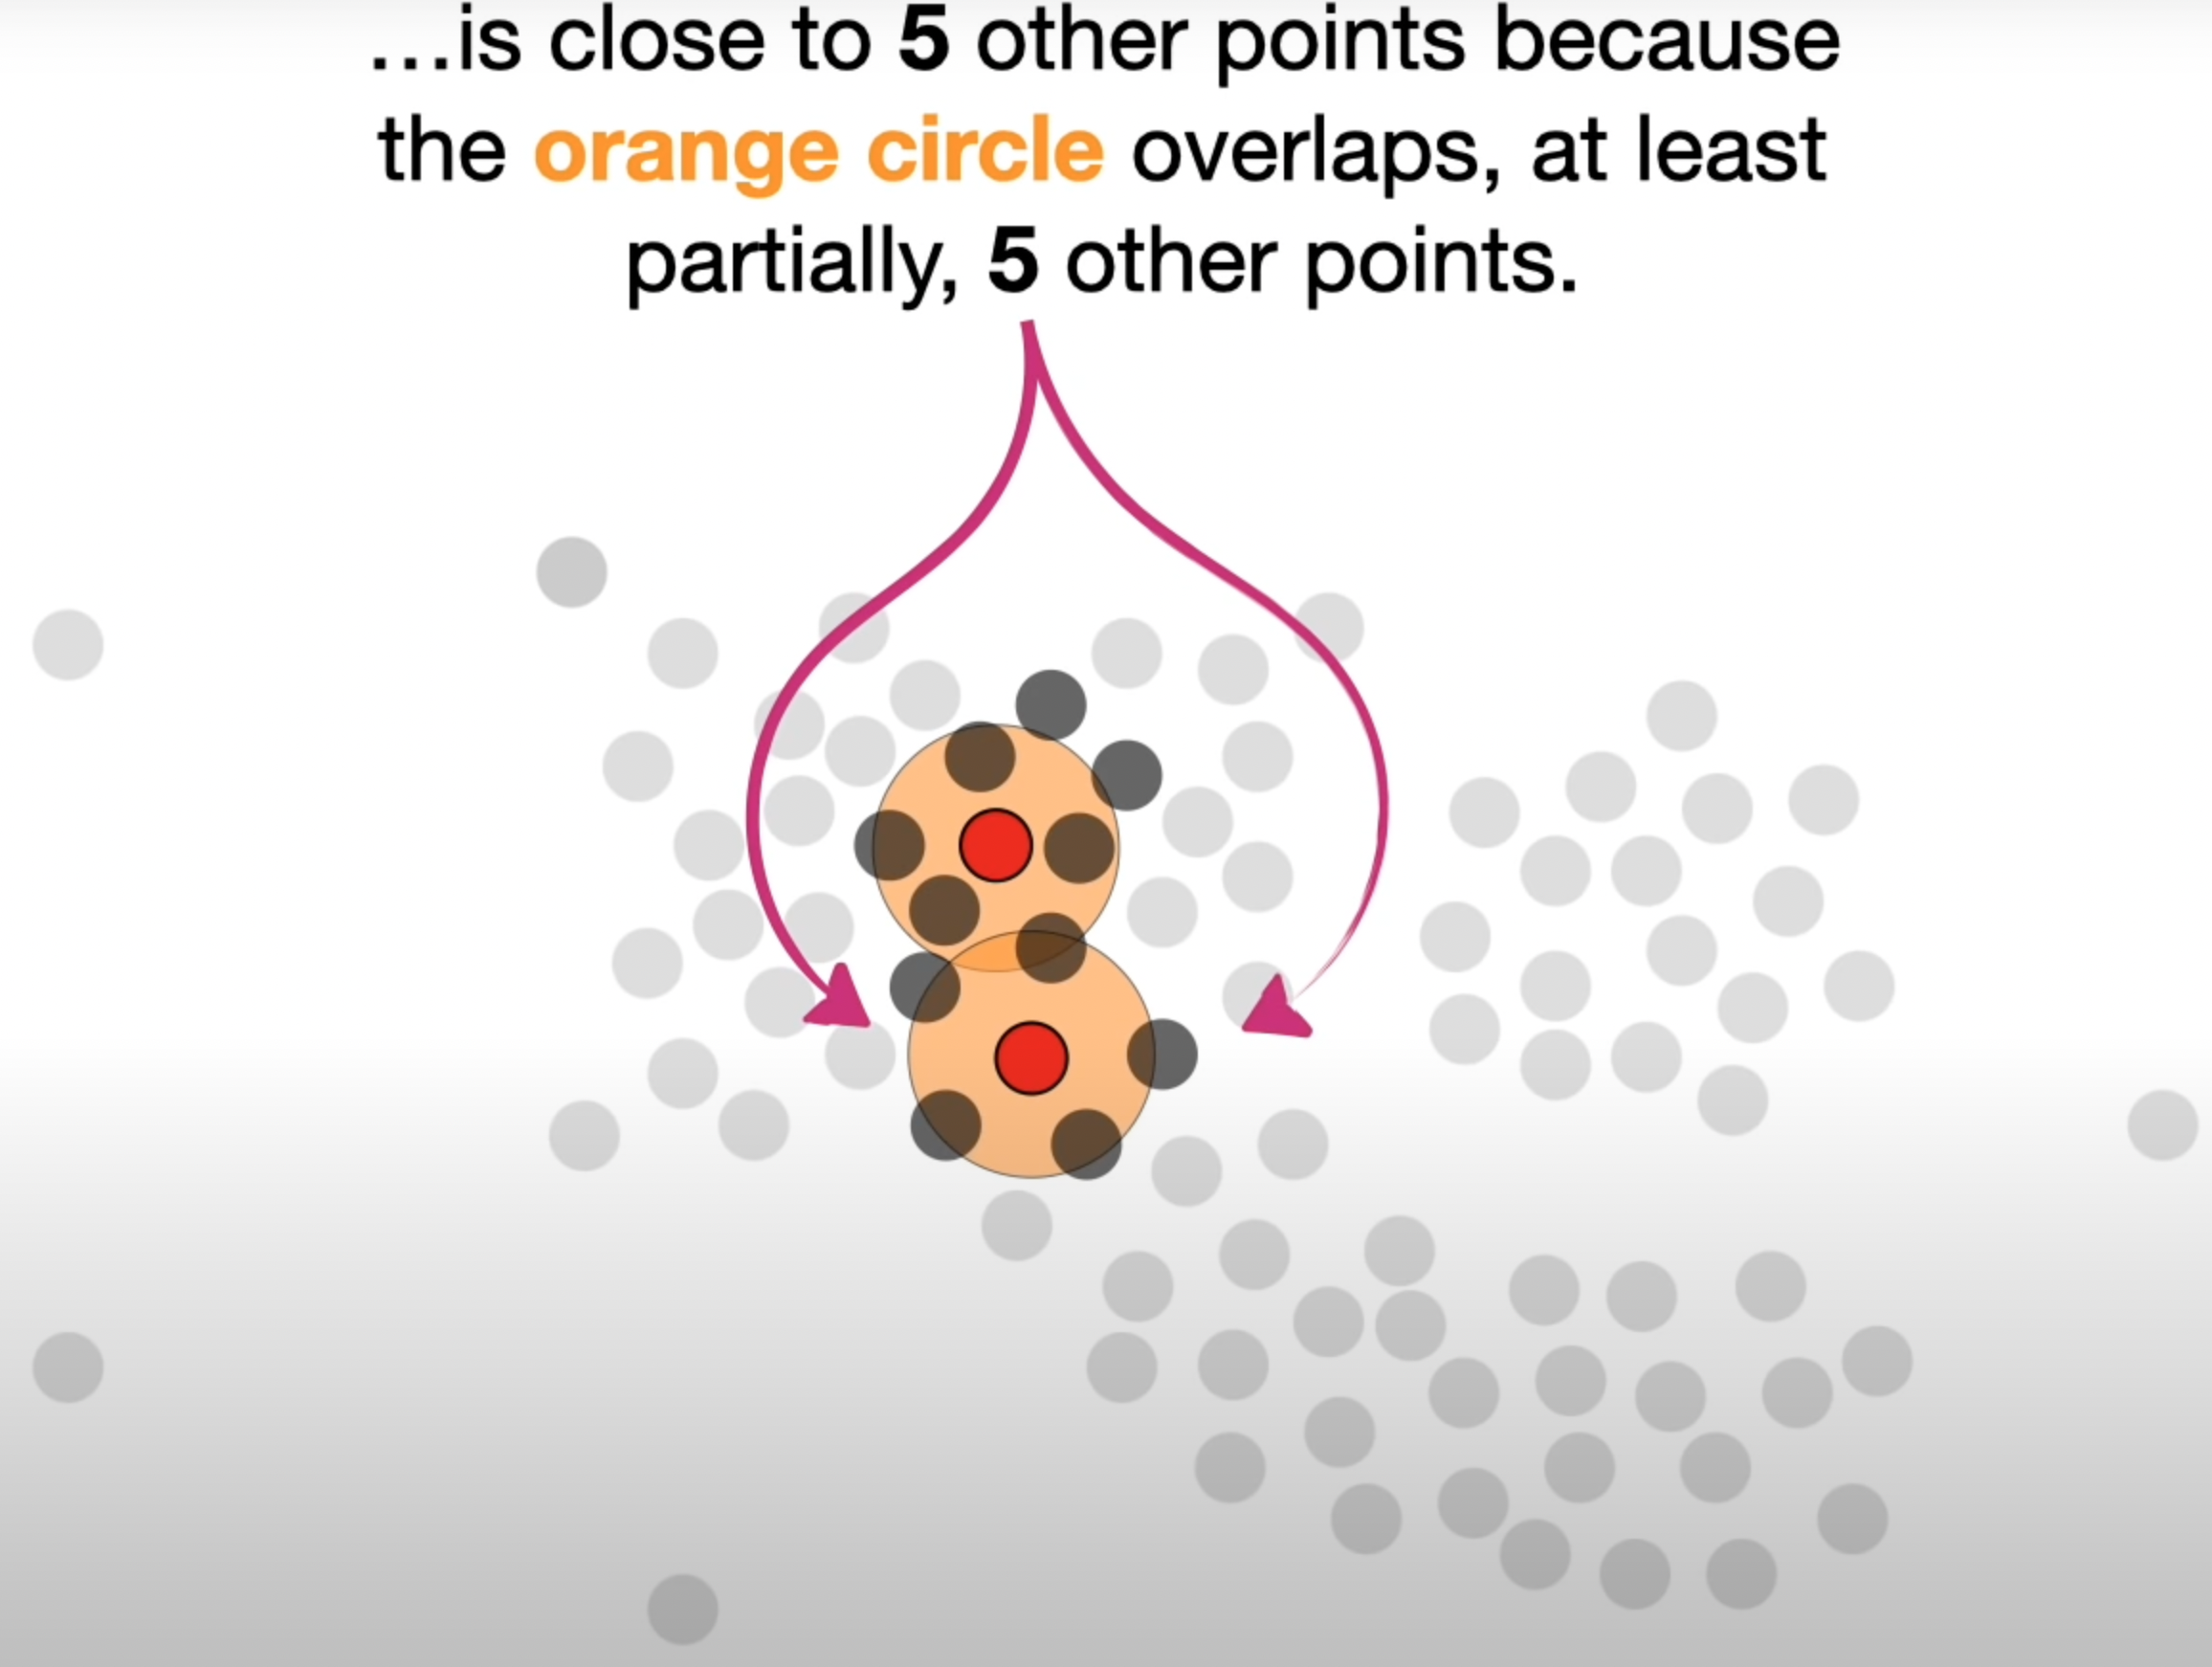 ...is close to 5 other points because
the orange circle overlaps, at least
partially, 5 other points.